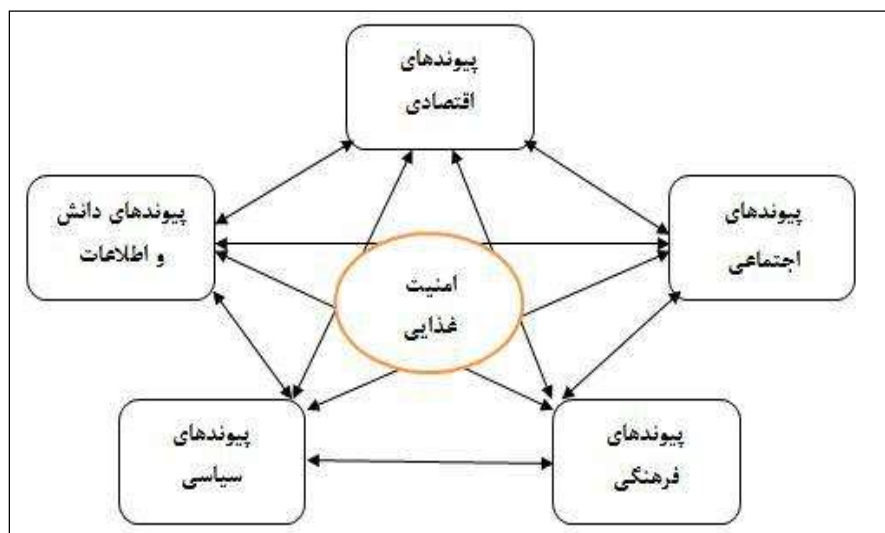 پیوندهای
اقتصادی
پیوندهای
اجتماعی
پیوندهای دانش
و اطلاعات
امنیت
غذایی
پیوندهای
فرهنگی
پیوندهای
سیاسی